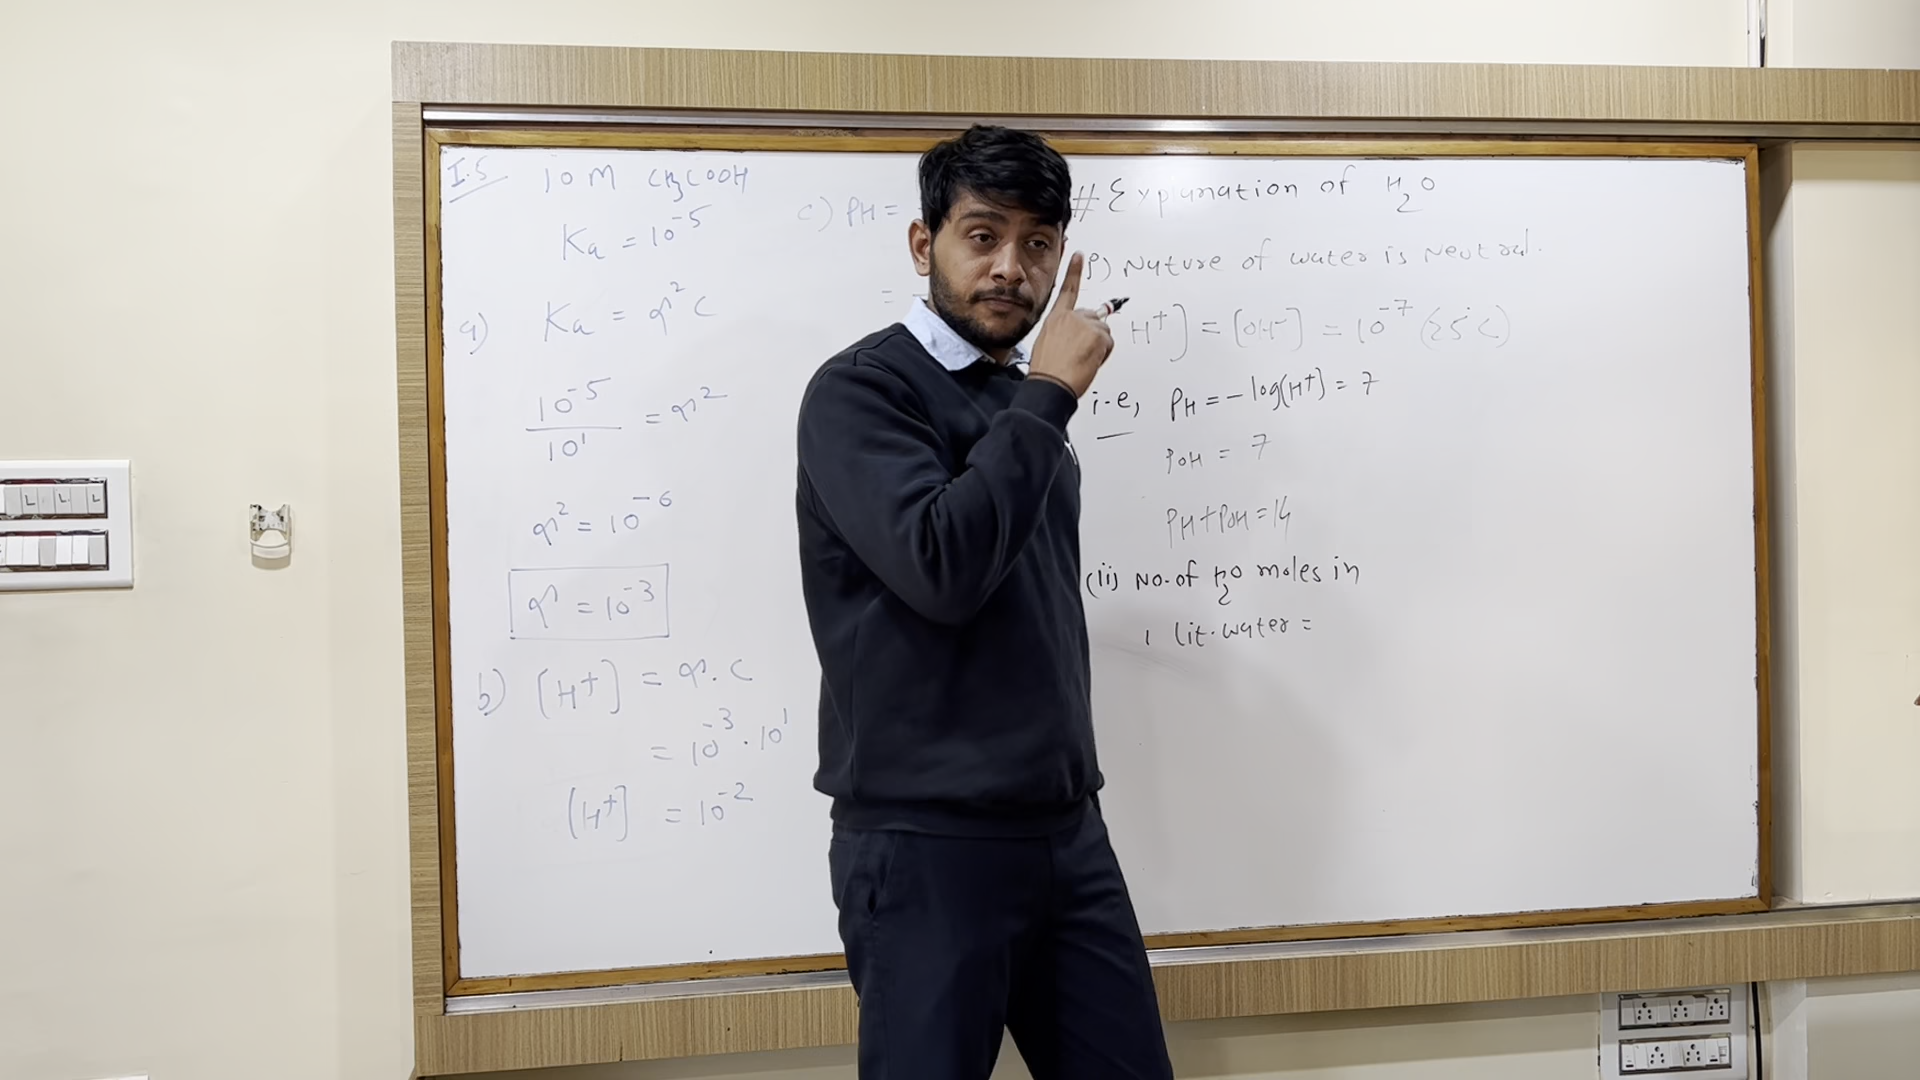 I.5 10 M CH3COOH
Ka = 10^-5
a) Ka = α^2 C
10^-5 / 10^1 = α^2
α^2 = 10^-6
α = 10^-3
b) [H+] = α.C
= 10^-3 . 10^1
[H+] = 10^-2
c) PH =
=
# Explanation of H2O
Nature of water is Neutral.
H+] = [OH-] = 10^-7 (25°C)
i-e, PH = -log(H+) = 7
POH = 7
PH+POH=14
(ii) No. of H2O moles in
1 lit. water =